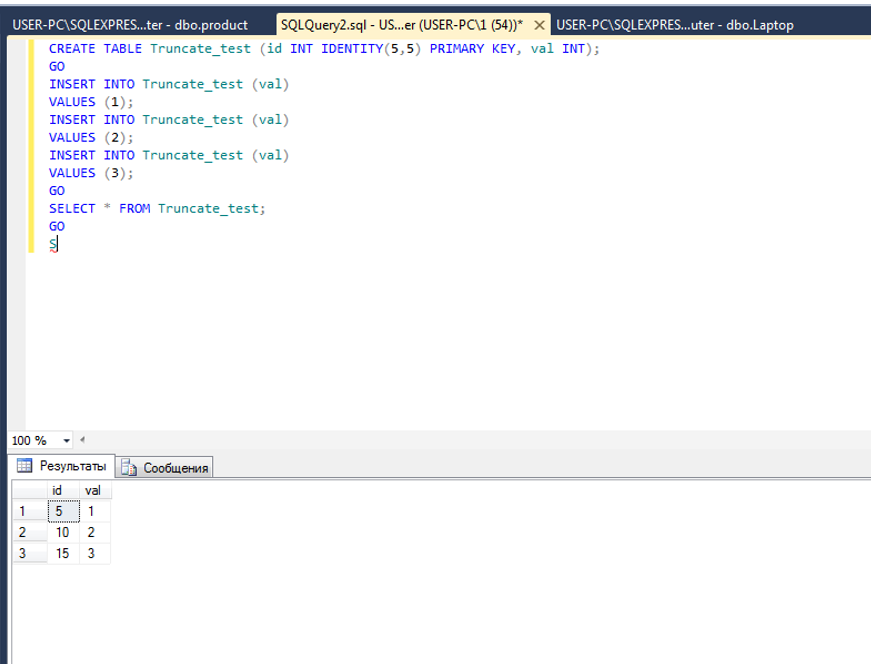 USER-PC\SQLEXPRES...ter - dbo.product
SQLQuery2.sql - US...er (USER-PC\1 (54))*
USER-PC\SQLEXPRES...uter - dbo.Laptop
CREATE TABLE Truncate_test (id INT IDENTITY(5,5) PRIMARY KEY, val INT);
GO
INSERT INTO Truncate_test (val)
VALUES (1);
INSERT INTO Truncate_test (val)
VALUES (2);
INSERT INTO Truncate_test (val)
VALUES (3);
GO
SELECT * FROM Truncate_test;
GO
S
100 %
Результаты Сообщения
id val
1 5 1
2 10 2
3 15 3